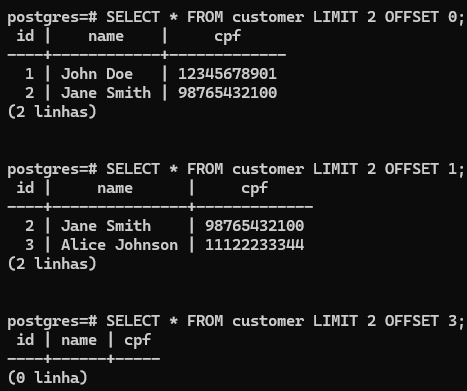 postgres=# SELECT * FROM customer LIMIT 2 OFFSET 0;
 id |    name    |     cpf
----+------------+-------------
  1 | John Doe   | 12345678901
  2 | Jane Smith | 98765432100
(2 linhas)
postgres=# SELECT * FROM customer LIMIT 2 OFFSET 1;
 id |     name      |     cpf
----+---------------+-------------
  2 | Jane Smith    | 98765432100
  3 | Alice Johnson | 11122233344
(2 linhas)
postgres=# SELECT * FROM customer LIMIT 2 OFFSET 3;
 id | name | cpf
----+------+-----
(0 linha)